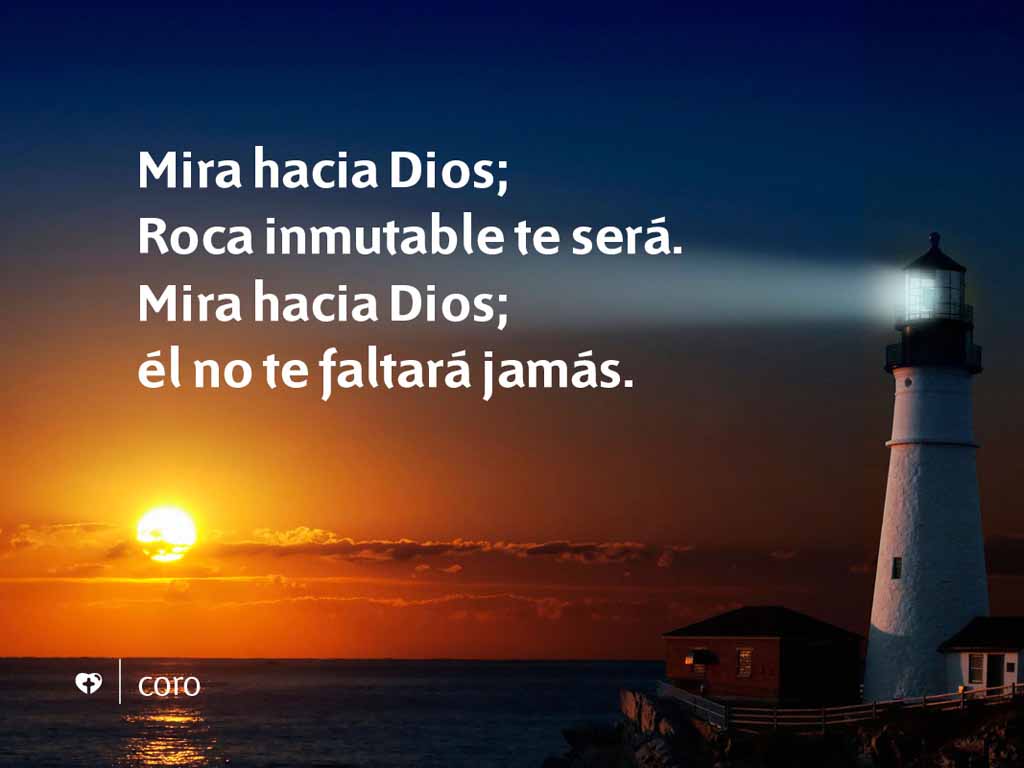 Mira hacia Dios;
Roca inmutable te será.
Mira hacia Dios;
él no te faltará jamás.
coro